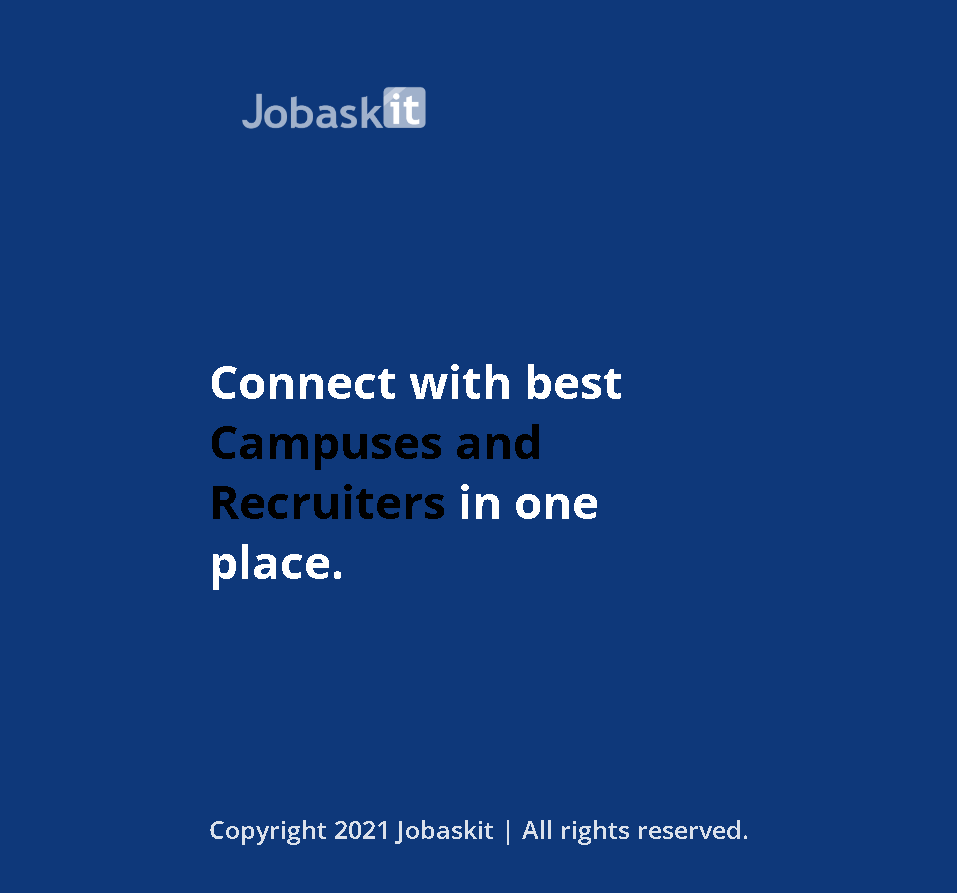 Jobaskit
Connect with best
Campuses and
Recruiters in one
place.
Copyright 2021 Jobaskit | All rights reserved.